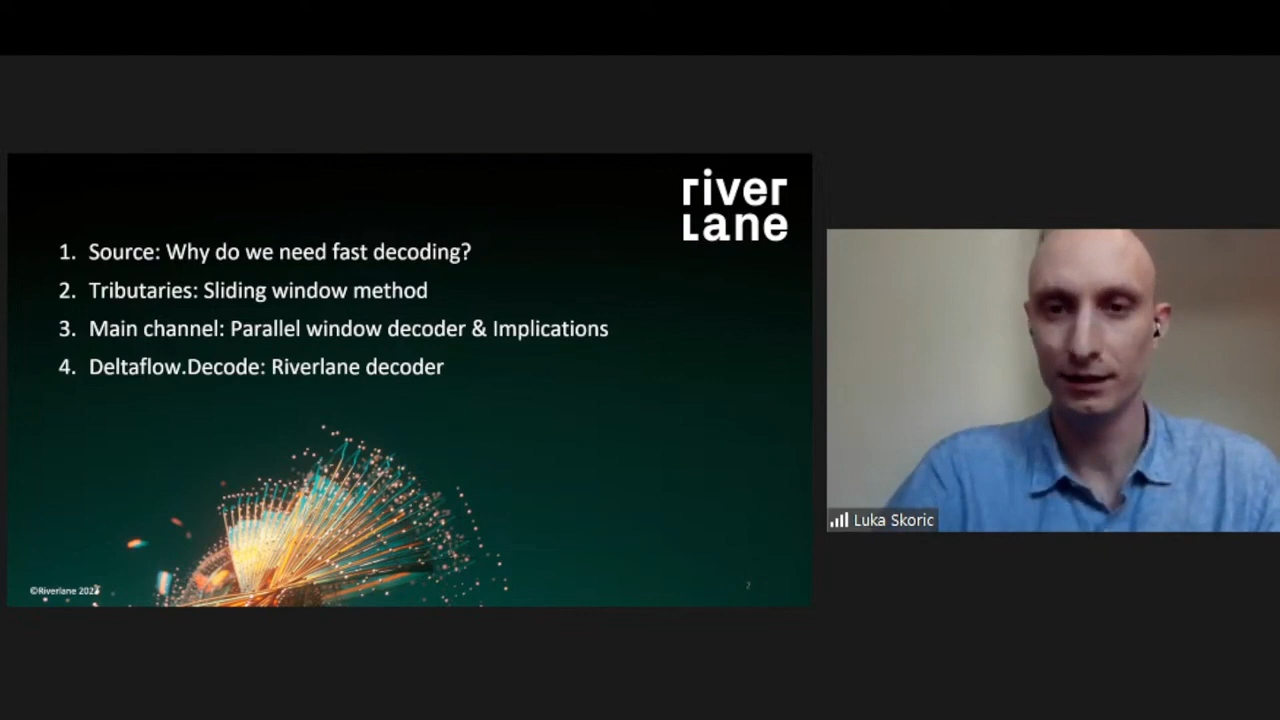 river
Lane
1. Source: Why do we need fast decoding?
2. Tributaries: Sliding window method
3. Main channel: Parallel window decoder & Implications
4. Deltaflow.Decode: Riverlane decoder
©Riverlane
Luka Skoric